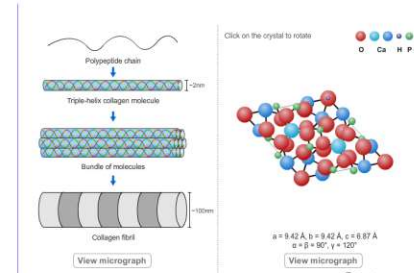 Polypeptide chain
~2nm
Triple-helix collagen molecule
Bundle of molecules
~100nm
Collagen fibril
View micrograph
Click on the crystal to rotate
O Ca H P
a = 9.42 Å, b = 9.42 Å, c = 6.87 Å
α = β = 90°, γ = 120°
View micrograph